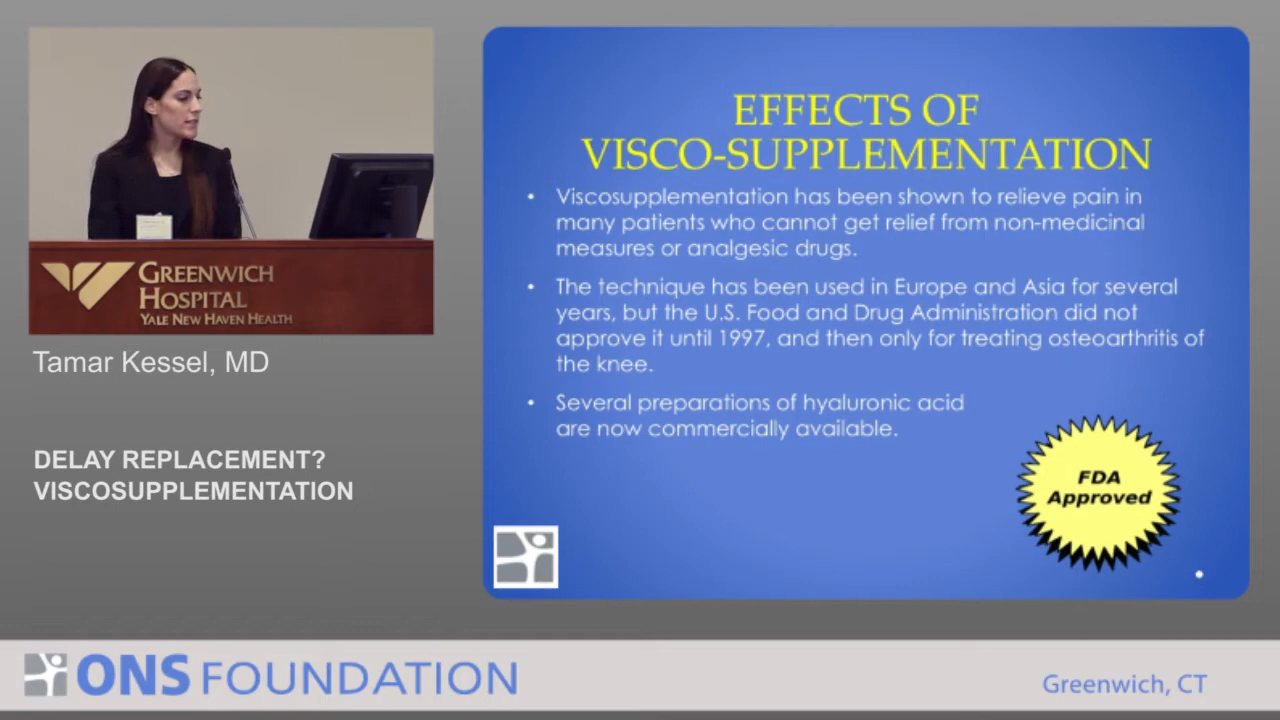 GREENWICH
HOSPITAL
YALE NEW HAVEN HEALTH
Tamar Kessel, MD
DELAY REPLACEMENT?
VISCOSUPPLEMENTATION
EFFECTS OF
VISCO-SUPPLEMENTATION
• Viscosupplementation has been shown to relieve pain in
many patients who cannot get relief from non-medicinal
measures or analgesic drugs.
• The technique has been used in Europe and Asia for several
years, but the U.S. Food and Drug Administration did not
approve it until 1997, and then only for treating osteoarthritis of
the knee.
• Several preparations of hyaluronic acid
are now commercially available.
FDA
Approved
ONS FOUNDATION
Greenwich, CT